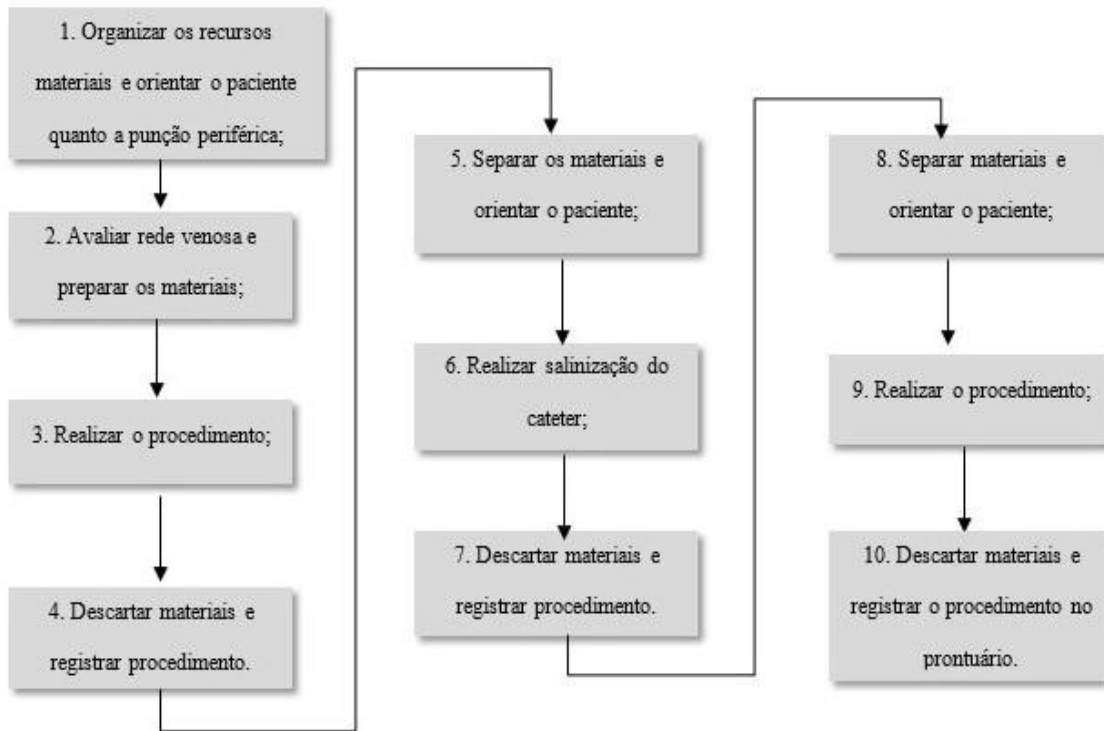 1. Organizar os recursos
materiais e orientar o paciente
quanto a punção periférica;
2. Avaliar rede venosa e
preparar os materiais;
3. Realizar o procedimento;
4. Descartar materiais e
registrar procedimento.
5. Separar os materiais e
orientar o paciente;
6. Realizar salinização do
cateter;
7. Descartar materiais e
registrar procedimento.
8. Separar materiais e
orientar o paciente;
9. Realizar o procedimento;
10. Descartar materiais e
registrar o procedimento no
prontuário.